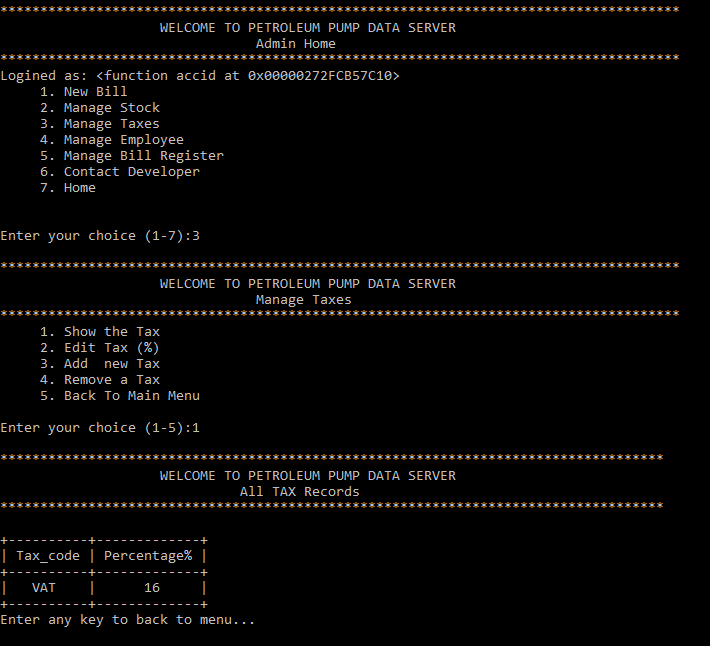 *************************************************************************************
WELCOME TO PETROLEUM PUMP DATA SERVER
Admin Home
*************************************************************************************
Logined as: <function accid at 0x00000272FCB57C10>
1. New Bill
2. Manage Stock
3. Manage Taxes
4. Manage Employee
5. Manage Bill Register
6. Contact Developer
7. Home
Enter your choice (1-7):3
*************************************************************************************
WELCOME TO PETROLEUM PUMP DATA SERVER
Manage Taxes
*************************************************************************************
1. Show the Tax
2. Edit Tax (%)
3. Add  new Tax
4. Remove a Tax
5. Back To Main Menu
Enter your choice (1-5):1
***********************************************************************************
WELCOME TO PETROLEUM PUMP DATA SERVER
All TAX Records
***********************************************************************************
+----------+-------------+
| Tax_code | Percentage% |
+----------+-------------+
|   VAT    |      16     |
+----------+-------------+
Enter any key to back to menu...